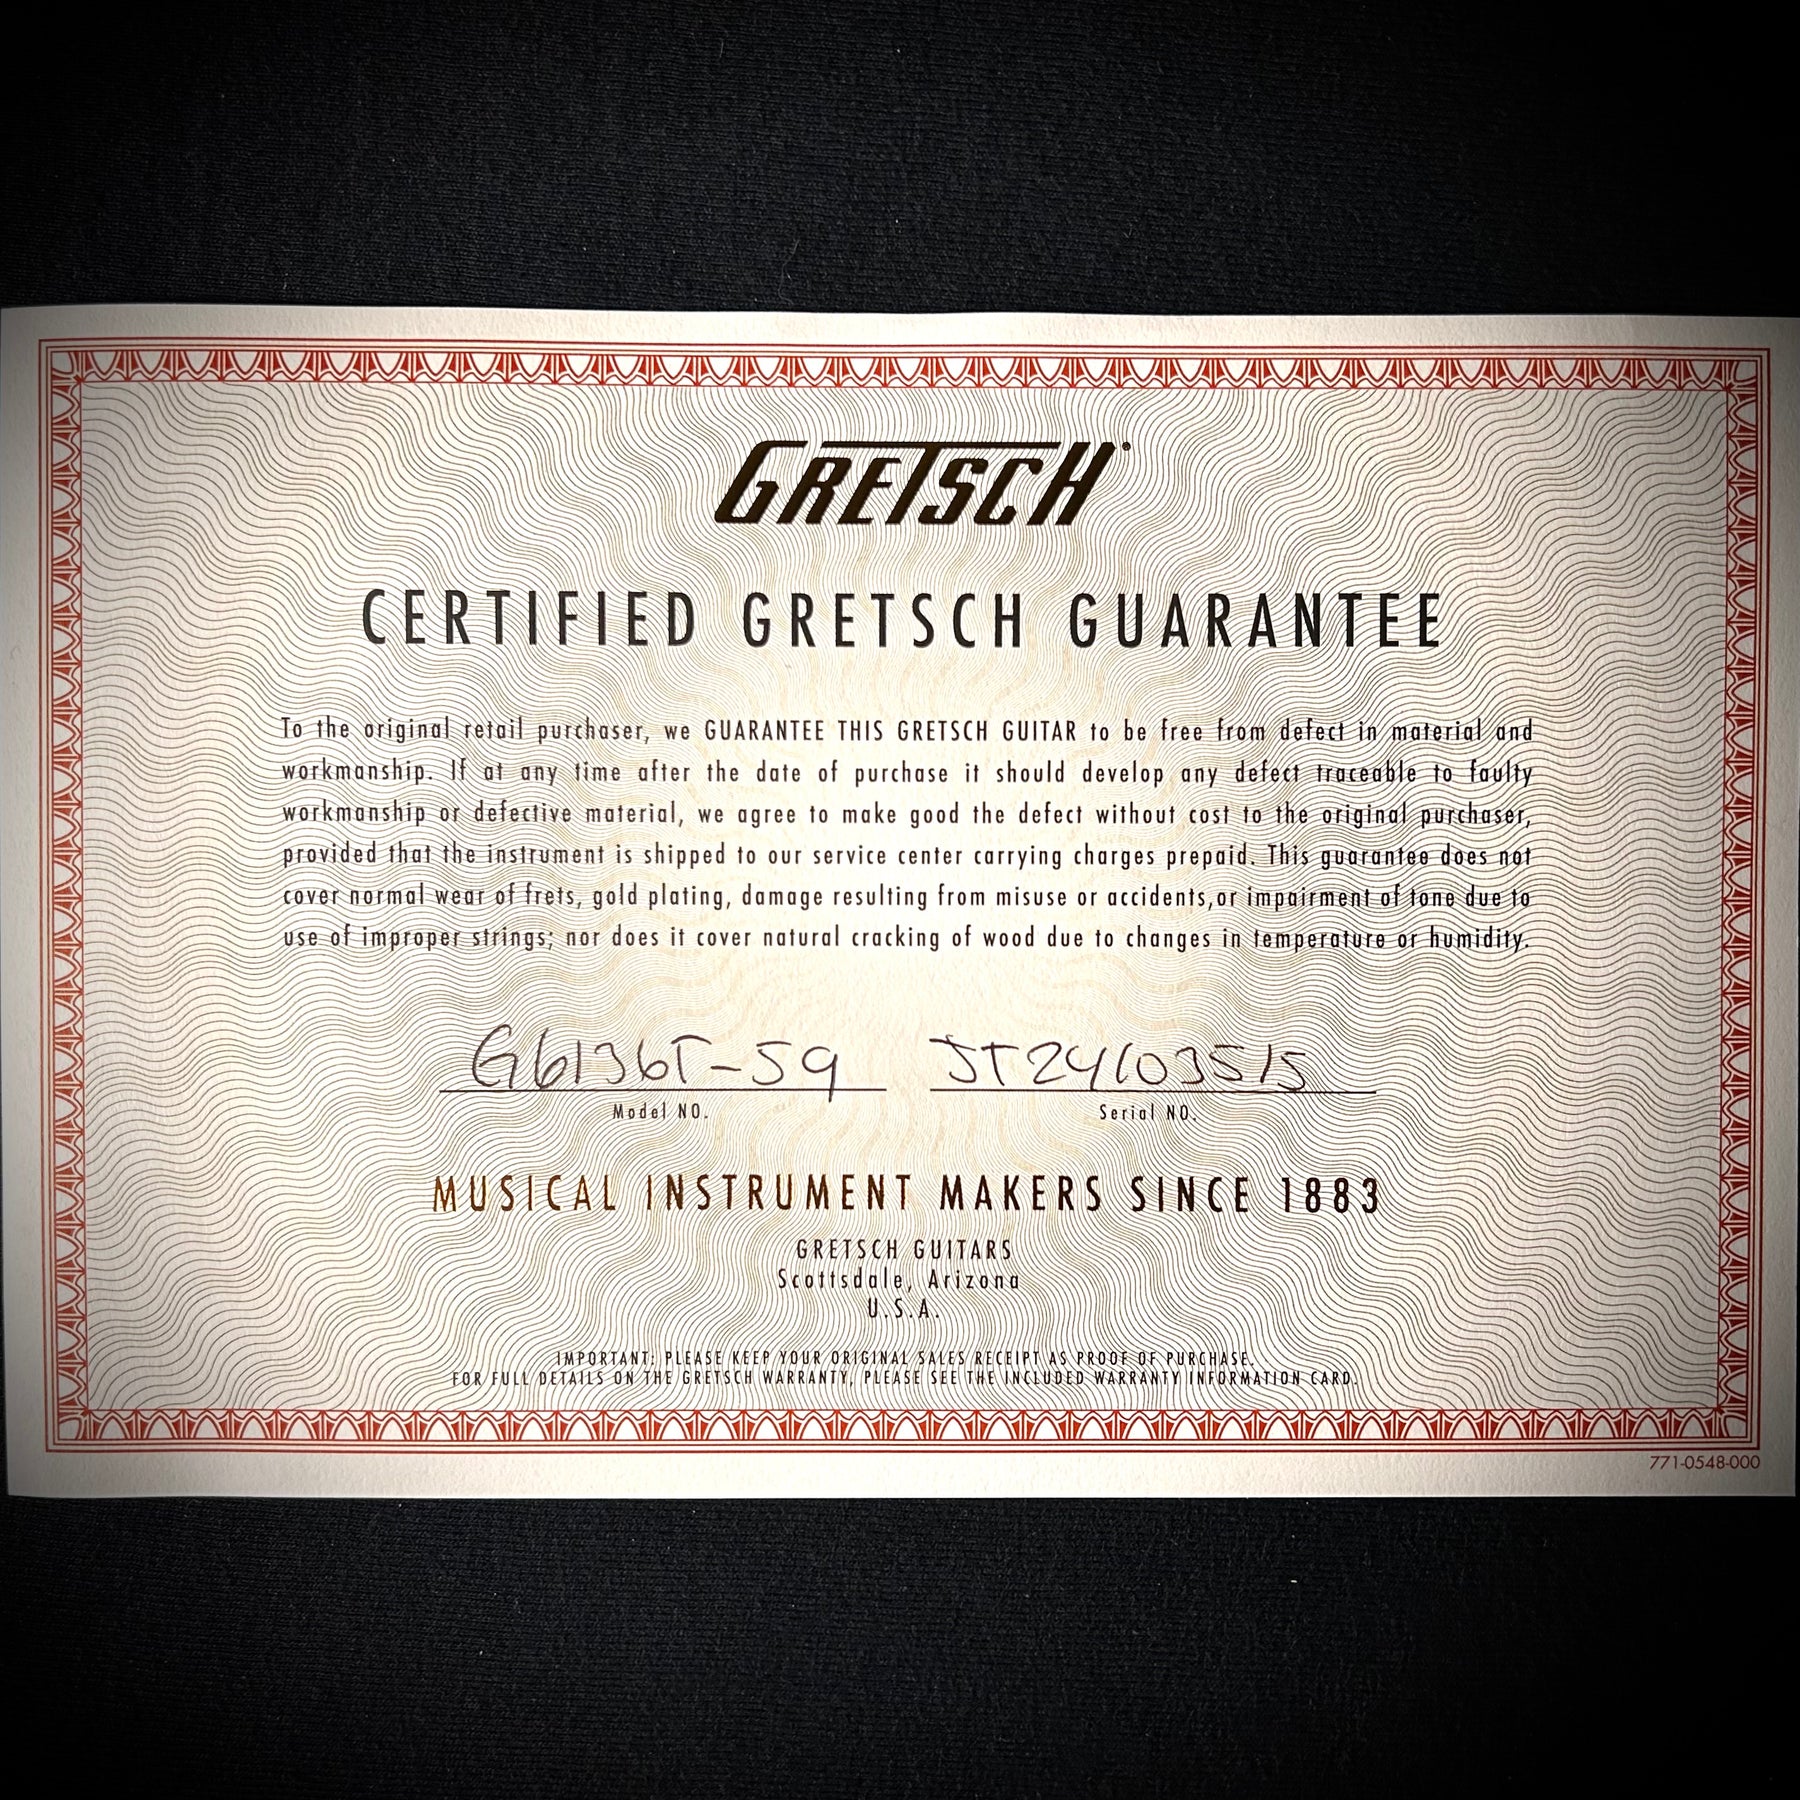 GRETSCH
CERTIFIED GRETSCH GUARANTEE
To the original retail purchaser, we GUARANTEE THIS GRETSCH GUITAR to be free from defect in material and
workmanship. If at any time after the date of purchase it should develop any defect traceable to faulty
workmanship or defective material, we agree to make good the defect without cost to the original purchaser,
provided that the instrument is shipped to our service center carrying charges prepaid. This guarantee does not
cover normal wear of frets, gold plating, damage resulting from misuse or accidents,or impairment of tone due to
use of improper strings; nor does it cover natural cracking of wood due to changes in temperature or humidity.
G6136T-59 JT24103515
Model NO. Serial NO.
MUSICAL INSTRUMENT MAKERS SINCE 1883
GRETSCH GUITARS
Scottsdale, Arizona
U.S.A.
IMPORTANT: PLEASE KEEP YOUR ORIGINAL SALES RECEIPT AS PROOF OF PURCHASE.
FOR FULL DETAILS ON THE GRETSCH WARRANTY, PLEASE SEE THE INCLUDED WARRANTY INFORMATION CARD.
771-0548-000